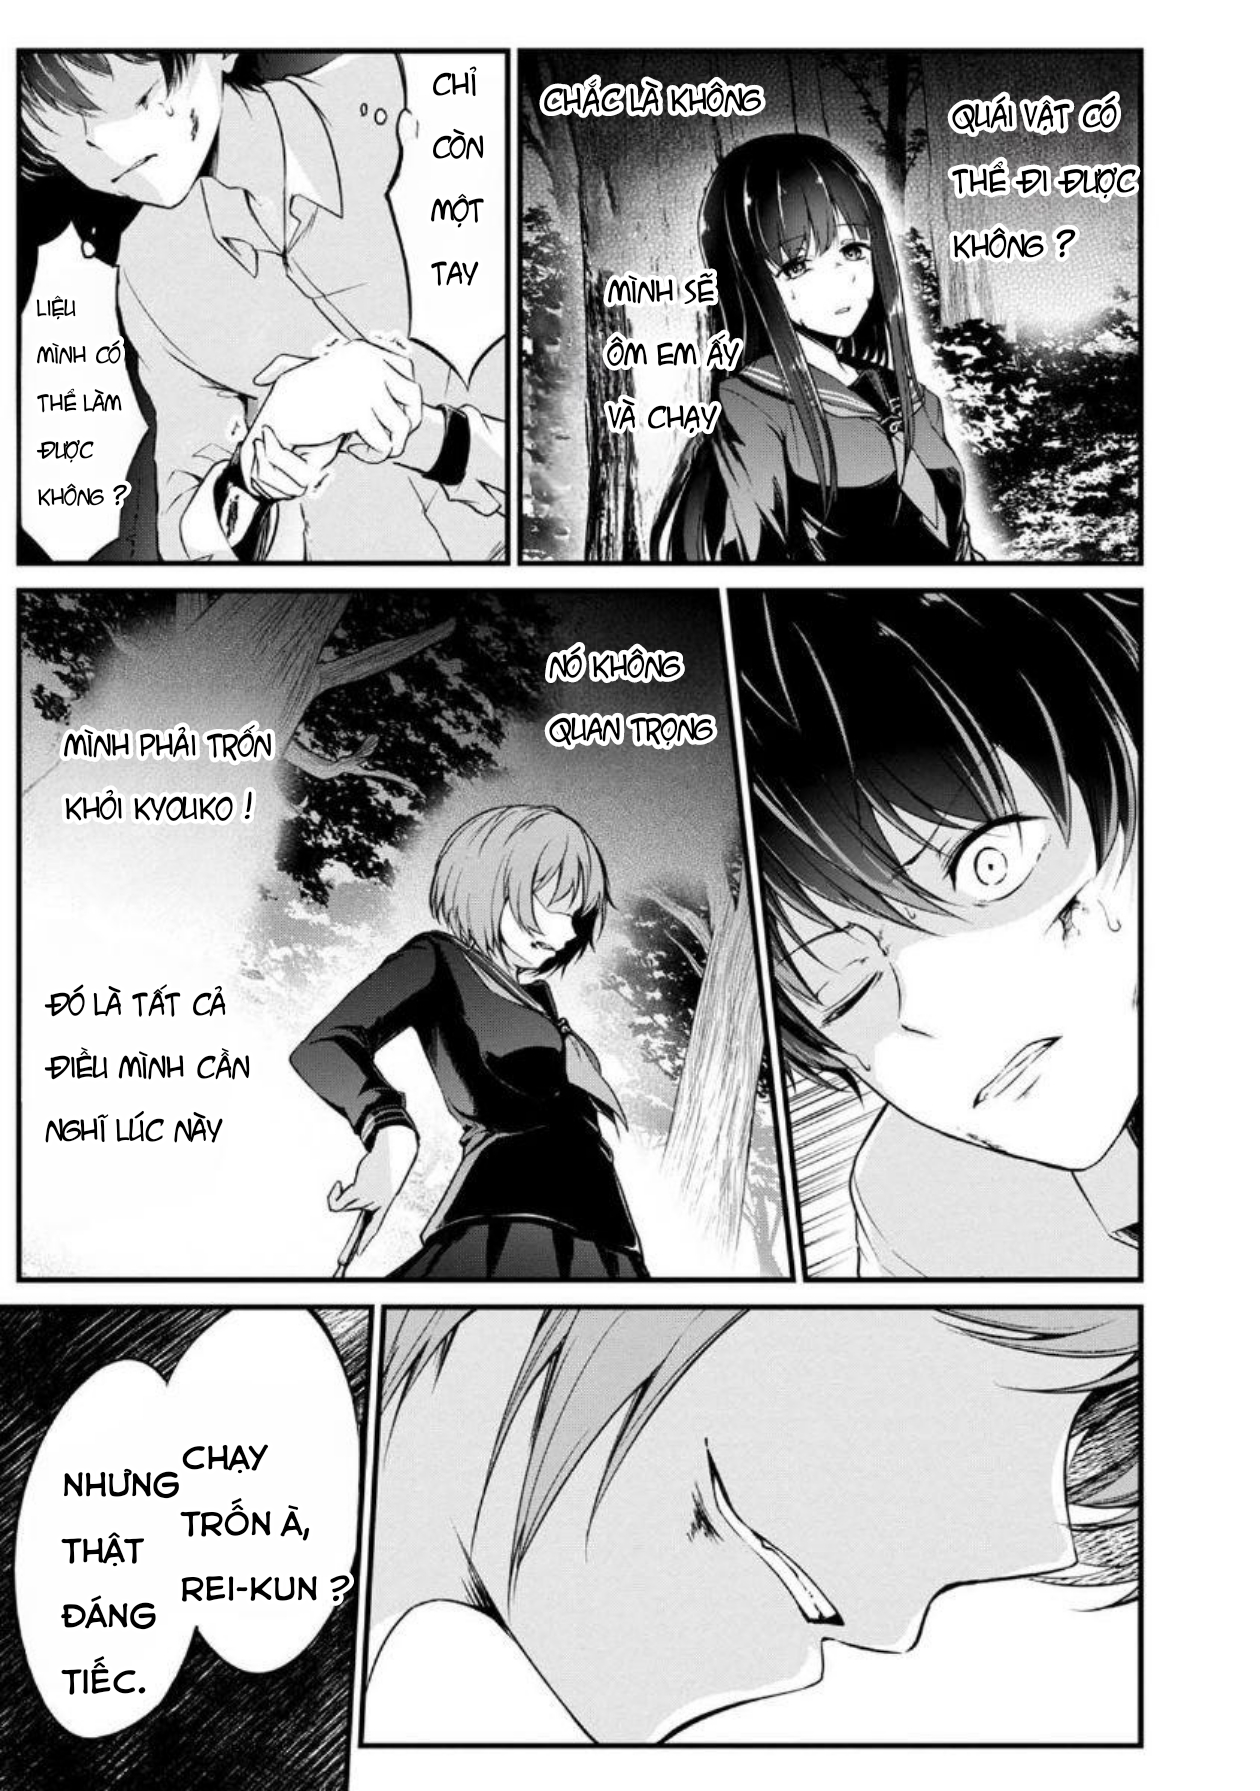 QUÁI VẬT CÓ
THỂ ĐI ĐƯỢC
KHÔNG ?
CHẮC LÀ KHÔNG
MÌNH SẼ
ÔM EM ẤY
VÀ CHẠY
CHỈ
CÒN
MỘT
TAY
LIỆU
MÌNH CÓ
THỂ LÀM
ĐƯỢC
KHÔNG ?
NÓ KHÔNG
QUAN TRỌNG
MÌNH PHẢI TRỐN
KHỎI KYOUKO !
ĐÓ LÀ TẤT CẢ
ĐIỀU MÌNH CẦN
NGHĨ LÚC NÀY
CHẠY
TRỐN À,
REI-KUN ?
NHƯNG
THẬT
ĐÁNG
TIẾC.